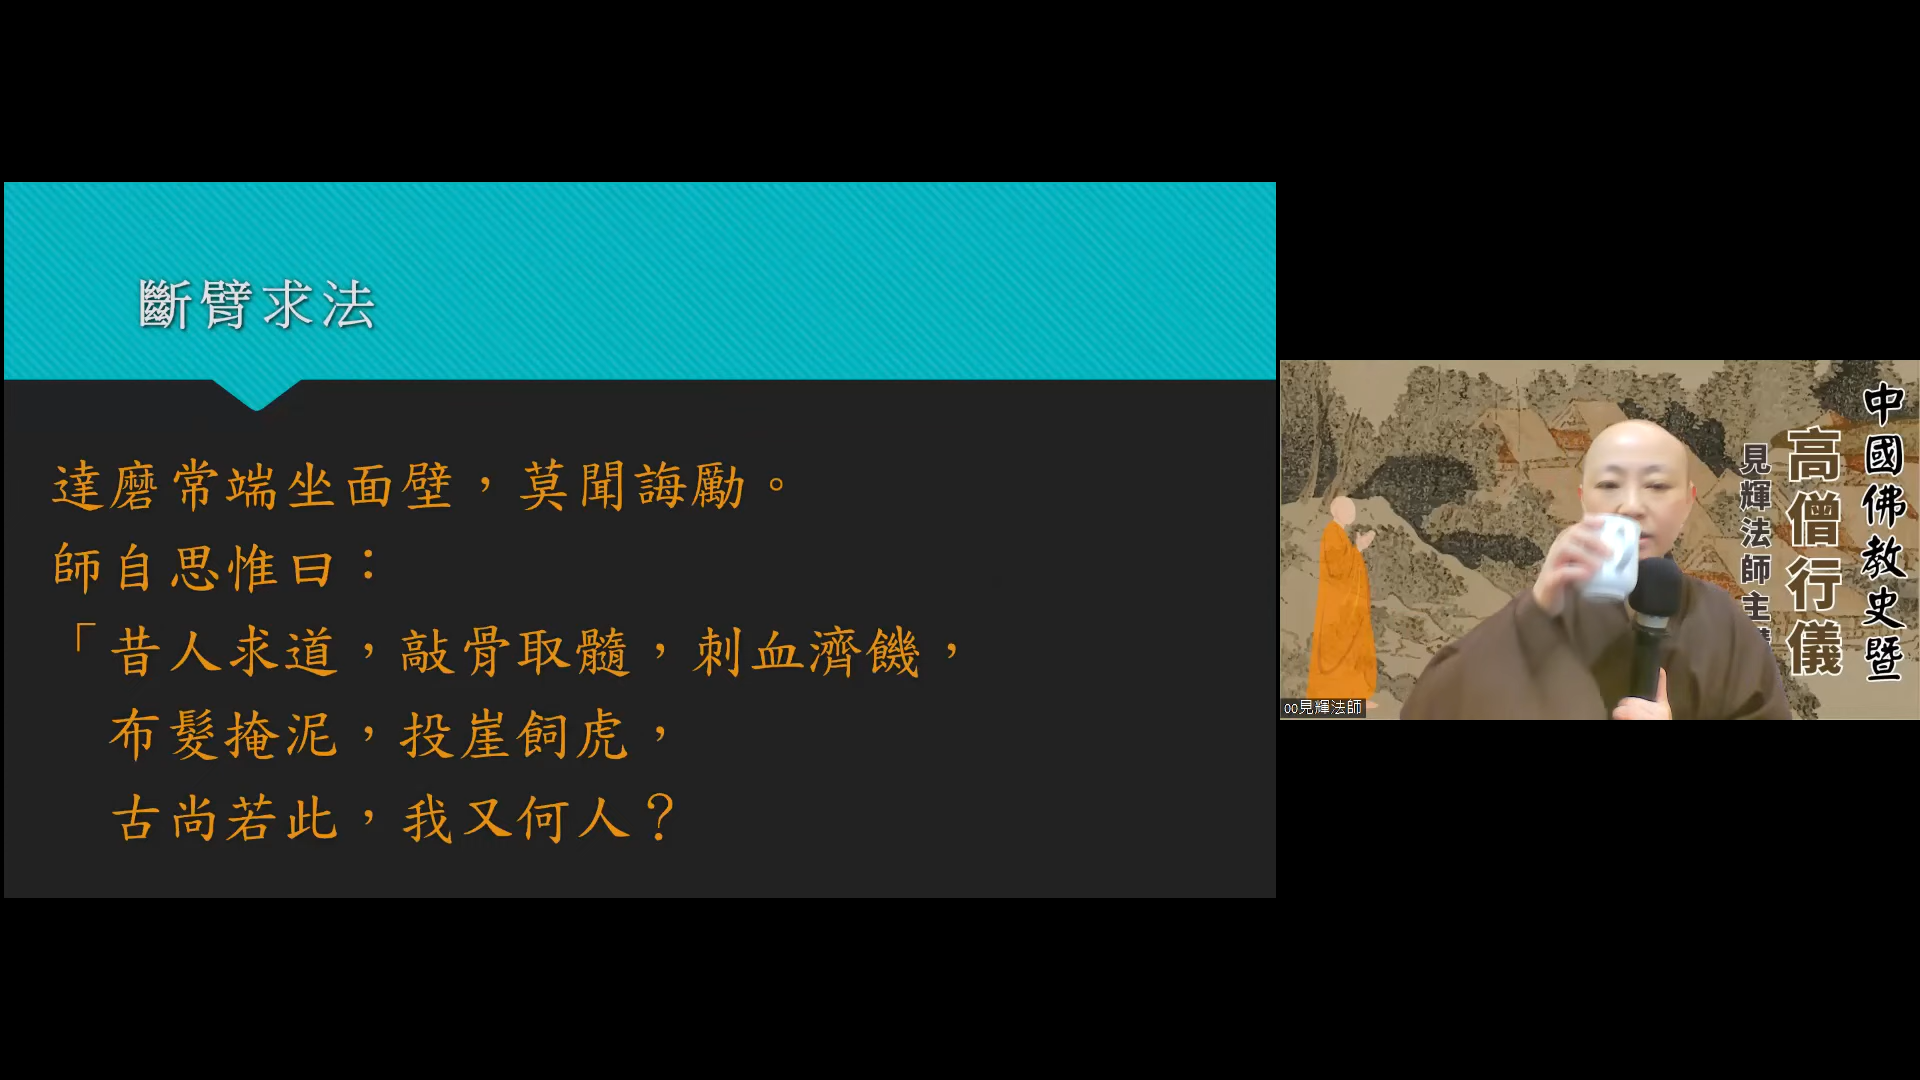 斷臂求法
達磨常端坐面壁，莫聞誨勵。
師自思惟曰：
「昔人求道，敲骨取髓，刺血濟饑，
布髮掩泥，投崖飼虎，
古尚若此，我又何人？
中國佛教史暨
高僧行儀
見輝法師主
oo見輝法師